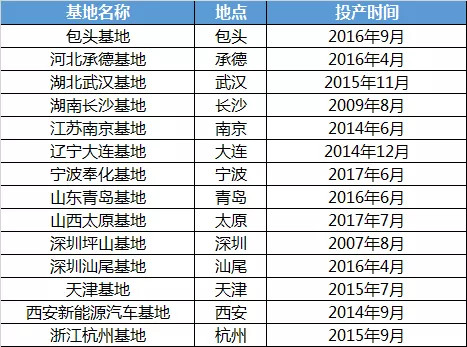 基地名称 地点 投产时间
包头基地 包头 2016年9月
河北承德基地 承德 2016年4月
湖北武汉基地 武汉 2015年11月
湖南长沙基地 长沙 2009年8月
江苏南京基地 南京 2014年6月
辽宁大连基地 大连 2014年12月
宁波奉化基地 宁波 2017年6月
山东青岛基地 青岛 2016年6月
山西太原基地 太原 2017年7月
深圳坪山基地 深圳 2007年8月
深圳汕尾基地 汕尾 2016年4月
天津基地 天津 2015年7月
西安新能源汽车基地 西安 2014年9月
浙江杭州基地 杭州 2015年9月